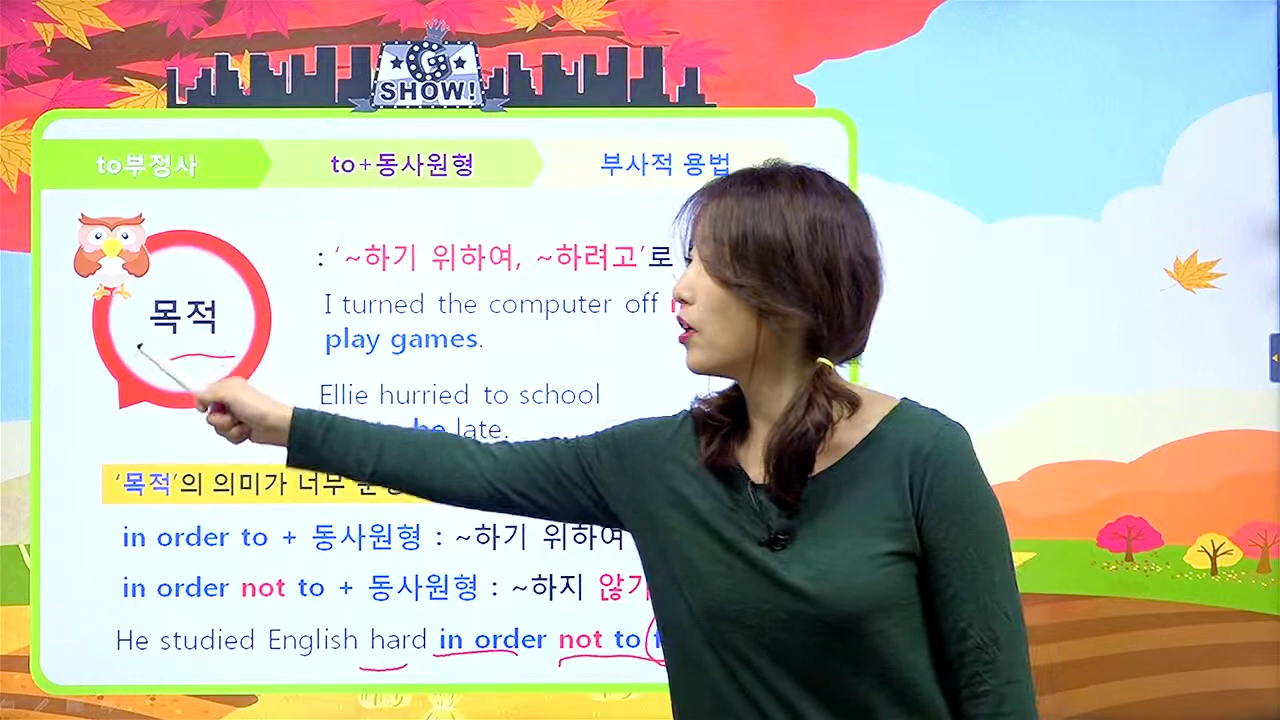 G
SHOW!
to부정사 to+동사원형 부사적 용법
목적
: ‘~하기 위하여, ~하려고’로
I turned the computer off
play games.
Ellie hurried to school
be late.
‘목적’의 의미가 너무
in order to + 동사원형 : ~하기 위하여
in order not to + 동사원형 : ~하지 않기
He studied English hard in order not to